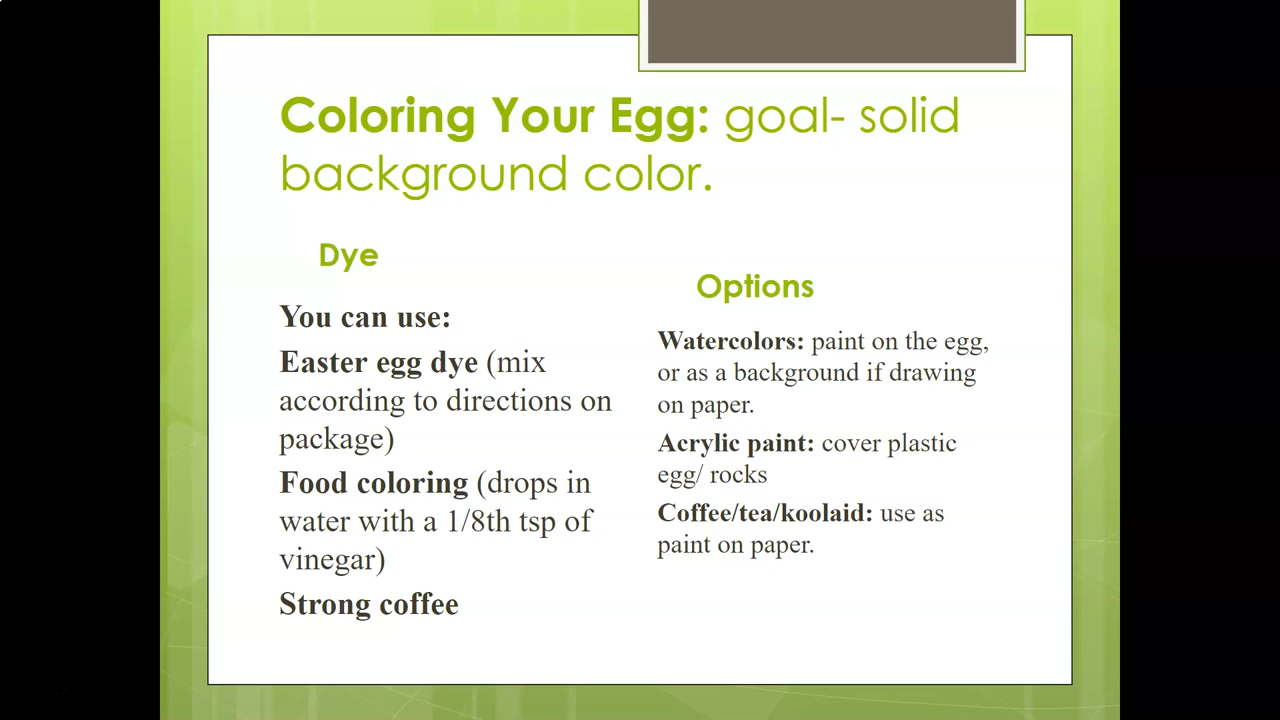 Coloring Your Egg: goal- solid
background color.
Dye
You can use:
Easter egg dye (mix
according to directions on
package)
Food coloring (drops in
water with a 1/8th tsp of
vinegar)
Strong coffee
Options
Watercolors: paint on the egg,
or as a background if drawing
on paper.
Acrylic paint: cover plastic
egg/ rocks
Coffee/tea/koolaid: use as
paint on paper.